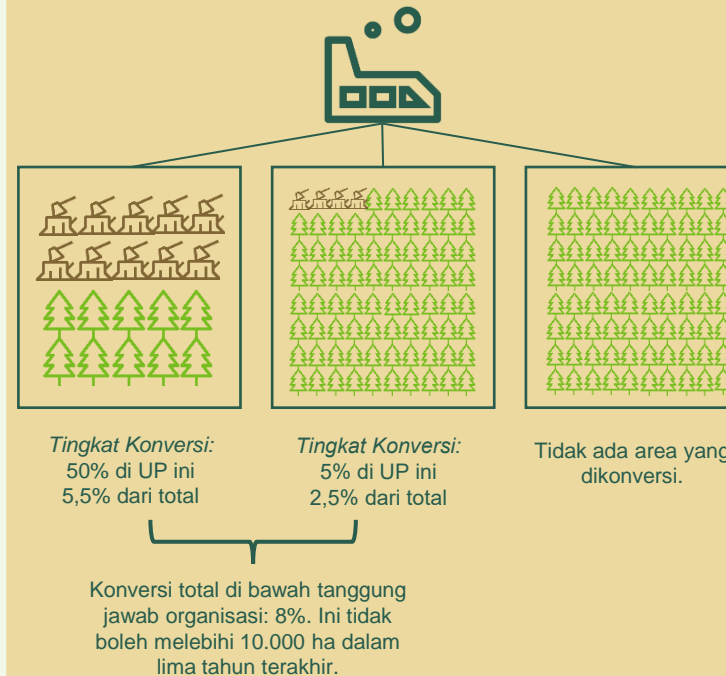 Tingkat Konversi:
50% di UP ini
5,5% dari total
Tingkat Konversi:
5% di UP ini
2,5% dari total
Tidak ada area yang
dikonversi.
Konversi total di bawah tanggung
jawab organisasi: 8%. Ini tidak
boleh melebihi 10.000 ha dalam
lima tahun terakhir.